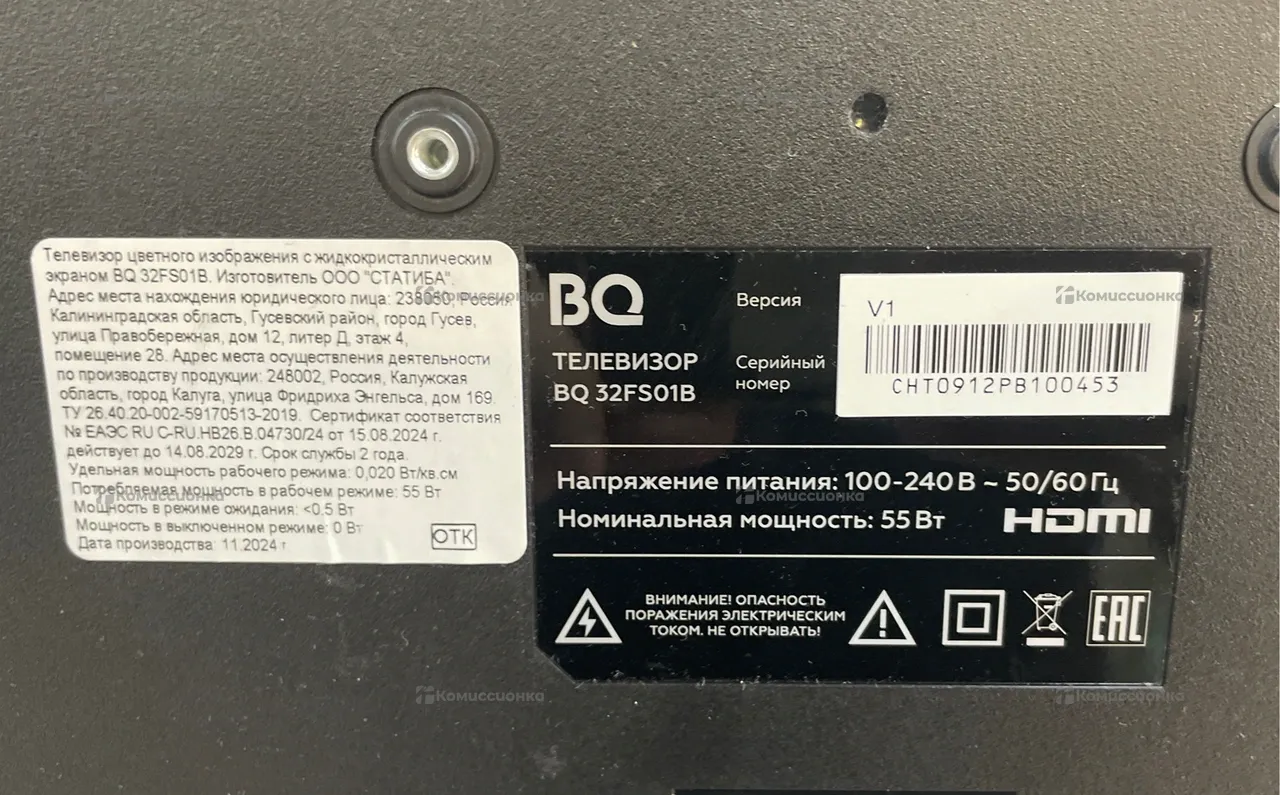 Телевизор цветного изображения с жидкокристаллическим
экраном BQ 32FS01B. Изготовитель ООО "СТАТИБА".
Адрес места нахождения юридического лица: 238050, Россия
Калининградская область, Гусевский район, город Гусев,
улица Правобережная, дом 12, литер Д, этаж 4,
помещение 28. Адрес места осуществления деятельности
по производству продукции: 248002, Россия, Калужская
область, город Калуга, улица Фридриха Энгельса, дом 169.
ТУ 26.40.20-002-59170513-2019. Сертификат соответствия
№ ЕАЭС RU C-RU.НВ26.В.04730/24 от 15.08.2024 г.
действует до 14.08.2029 г. Срок службы 2 года.
Удельная мощность рабочего режима: 0,020 Вт/кв.см
Потребляемая мощность в рабочем режиме: 55 Вт
Мощность в режиме ожидания: <0,5 Вт
Мощность в выключенном режиме: 0 Вт
Дата производства: 11.2024 г
ОТК
BQ
ТЕЛЕВИЗОР
BQ 32FS01B
Версия
Серийный
номер
V1
CHT0912PB100453
Напряжение питания: 100-240 В ~ 50/60 Гц
Номинальная мощность: 55 Вт
HDMI
ВНИМАНИЕ! ОПАСНОСТЬ
ПОРАЖЕНИЯ ЭЛЕКТРИЧЕСКИМ
ТОКОМ. НЕ ОТКРЫВАТЬ!
EAC
Комиссионка
Комиссионка
Комиссионка
Комиссионка
Комиссионка
Комиссионка